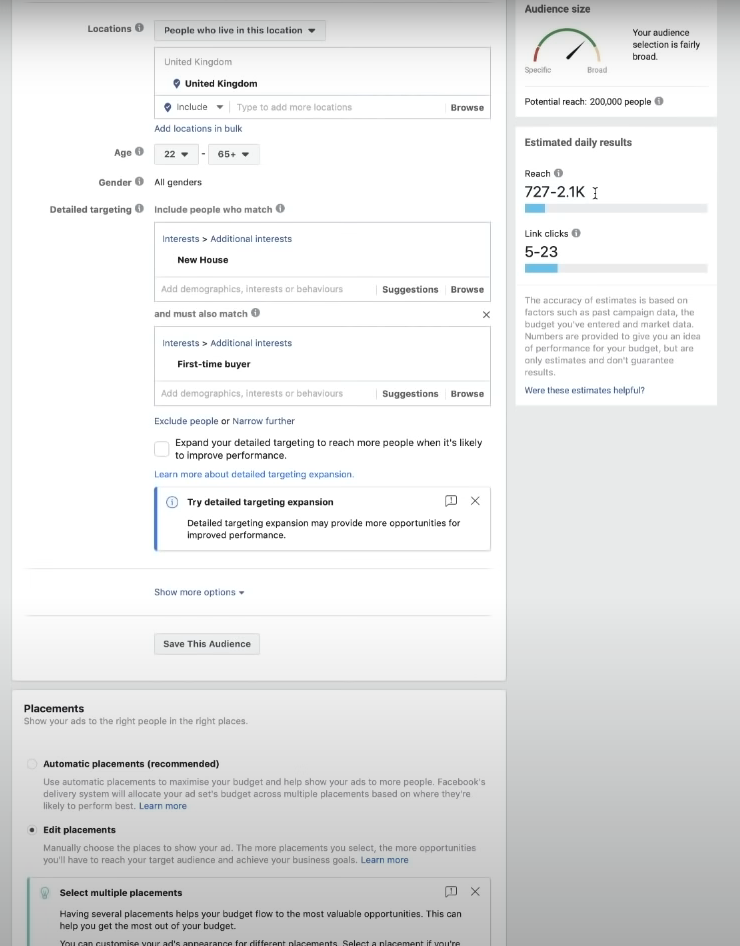 Locations
People who live in this location
United Kingdom
United Kingdom
Include
Type to add more locations
Browse
Add locations in bulk
Age
22 - 65+
Gender
All genders
Detailed targeting
Include people who match
Interests > Additional interests
New House
Add demographics, interests or behaviours
Suggestions
Browse
and must also match
Interests > Additional interests
First-time buyer
Add demographics, interests or behaviours
Suggestions
Browse
Exclude people or Narrow further
Expand your detailed targeting to reach more people when it's likely
to improve performance.
Learn more about detailed targeting expansion.
Try detailed targeting expansion
Detailed targeting expansion may provide more opportunities for
improved performance.
Show more options
Save This Audience
Placements
Show your ads to the right people in the right places.
Automatic placements (recommended)
Use automatic placements to maximise your budget and help show your ads to more people. Facebook's
delivery system will allocate your ad set's budget across multiple placements based on where they're
likely to perform best. Learn more
Edit placements
Manually choose the places to show your ad. The more placements you select, the more opportunities
you'll have to reach your target audience and achieve your business goals. Learn more
Select multiple placements
Having several placements helps your budget flow to the most valuable opportunities. This can
help you get the most out of your budget.
You can customise your ad's appearance for different placements. Select a placement if you're
Audience size
Your audience
selection is fairly
broad.
Specific
Broad
Potential reach: 200,000 people
Estimated daily results
Reach
727-2.1K
Link clicks
5-23
The accuracy of estimates is based on
factors such as past campaign data, the
budget you've entered and market data.
Numbers are provided to give you an idea
of performance for your budget, but are
only estimates and don't guarantee
results.
Were these estimates helpful?